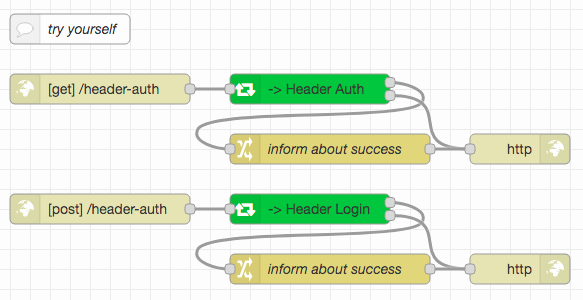 try yourself
[get] /header-auth
-> Header Auth
inform about success
http
[post] /header-auth
-> Header Login
inform about success
http